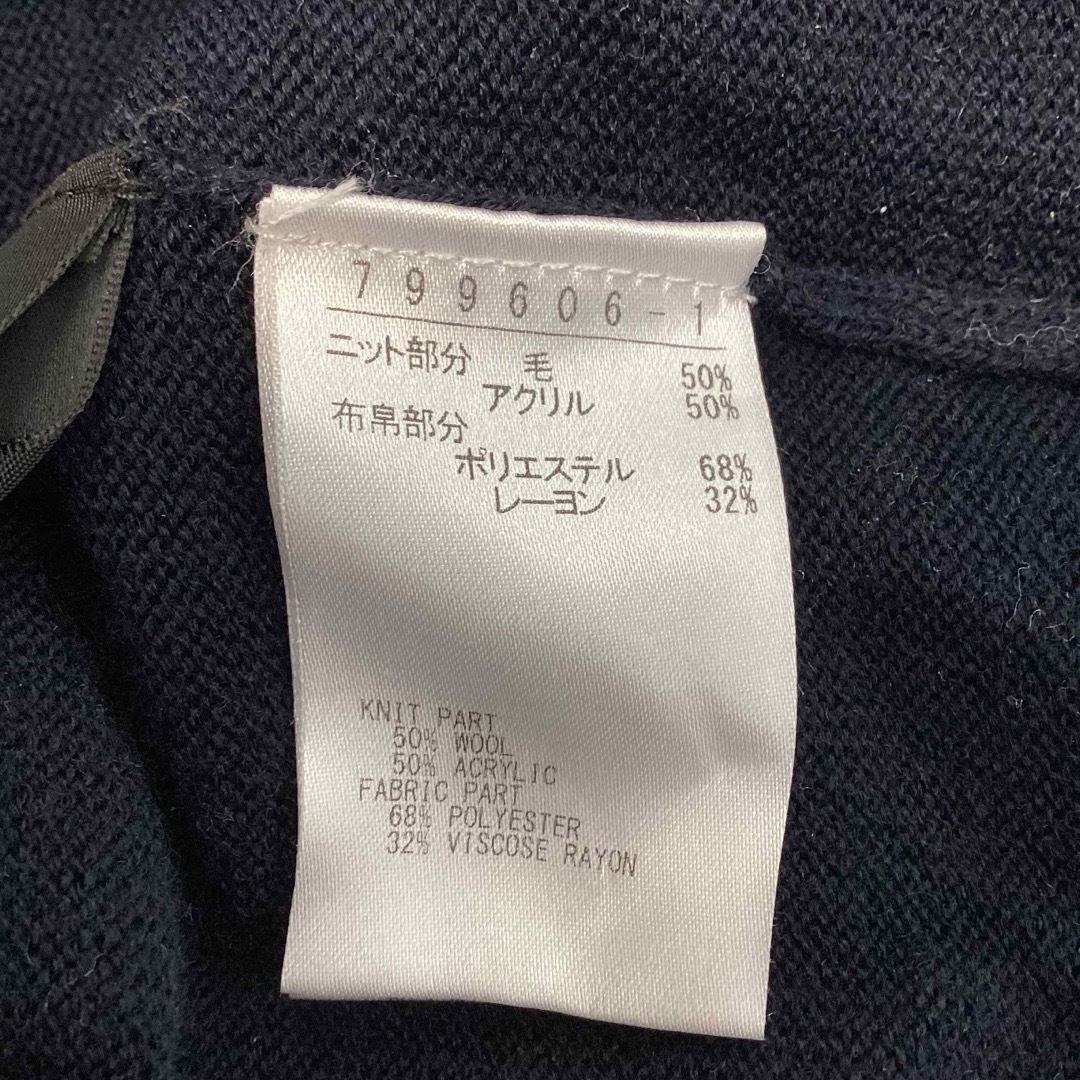 799606-1
ニット部分 毛 50%
アクリル 50%
布帛部分
ポリエステル 68%
レーヨン 32%
KNIT PART
50% WOOL
50% ACRYLIC
FABRIC PART
68% POLYESTER
32% VISCOSE RAYON